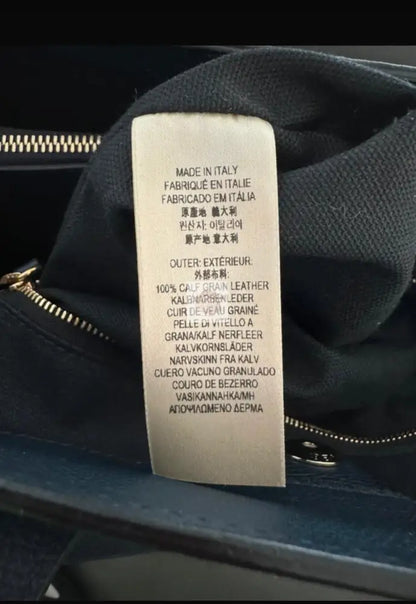 MADE IN ITALY
FABRIQUÉ EN ITALIE
FABRICADO EM ITÁLIA
原產地 義大利
원산지: 이탈리아
原产地 意大利
OUTER: EXTÉRIEUR:
外部布料:
100% CALF GRAIN LEATHER
KALBNARBENLEDER
CUIR DE VEAU GRAINÉ
PELLE DI VITELLO A
GRANA/KALF NERFLEER
KALVKORNSLÄDER
NARVSKINN FRA KALV
CUERO VACUNO GRANULADO
COURO DE BEZERRO
VASIKANNAHKA/ΜΗ
ΑΠΟΨΙΛΩΜΕΝΟ ΔΕΡΜΑ